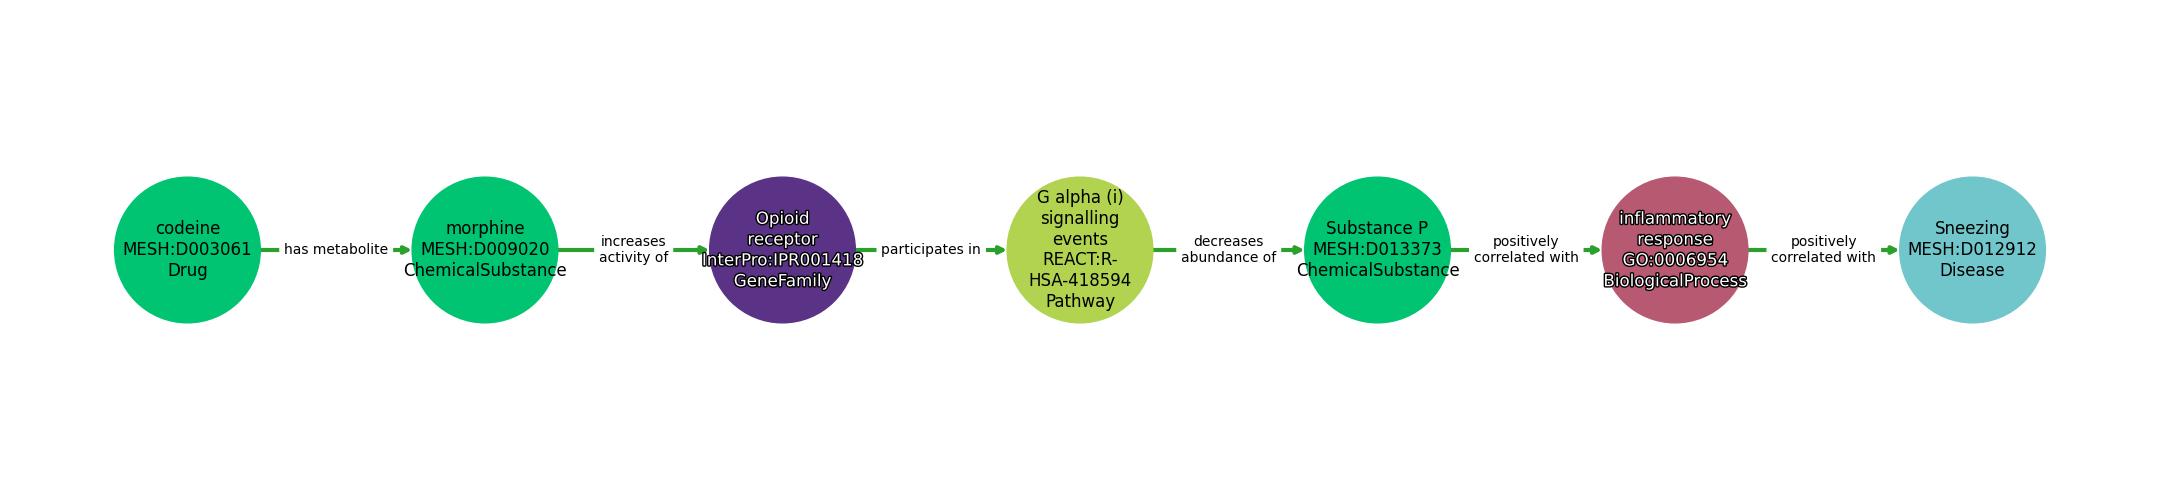 codeine
MESH:D003061
Drug
has metabolite
morphine
MESH:D009020
ChemicalSubstance
increases
activity of
Opioid
receptor
InterPro:IPR001418
GeneFamily
participates in
G alpha (i)
signalling
events
REACT:R-
HSA-418594
Pathway
decreases
abundance of
Substance P
MESH:D013373
ChemicalSubstance
positively
correlated with
inflammatory
response
GO:0006954
BiologicalProcess
positively
correlated with
Sneezing
MESH:D012912
Disease